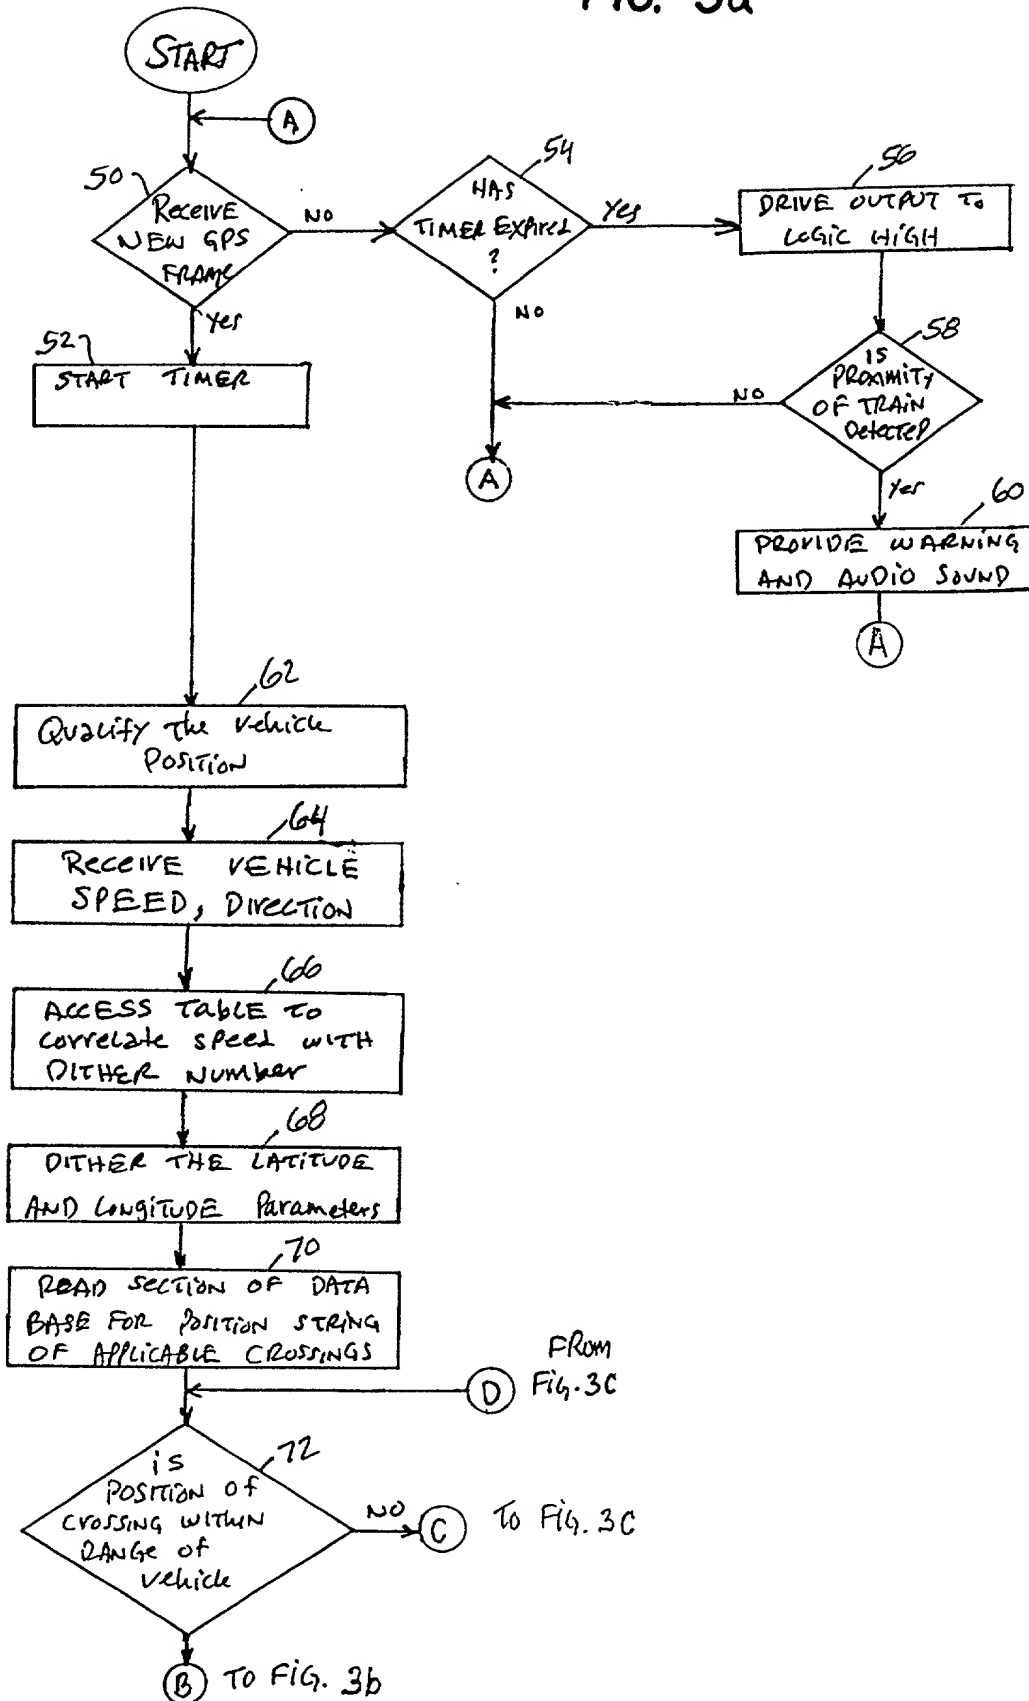 FIG. 3a
START
A
50
RECEIVE
NEW GPS
FRAME
NO
Yes
54
HAS
TIMER EXPIRED
?
Yes
NO
56
DRIVE OUTPUT TO
LOGIC HIGH
58
IS
PROXIMITY
OF TRAIN
DETECTED
NO
Yes
A
60
PROVIDE WARNING
AND AUDIO SOUND
A
52
START TIMER
62
Qualify the vehicle
POSITION
64
RECEIVE VEHICLE
SPEED, DIRECTION
66
ACCESS TABLE TO
correlate speed WITH
DITHER Number
68
DITHER THE LATITUDE
AND LONGITUDE Parameters
70
READ SECTION OF DATA
BASE FOR POSITION STRING
OF APPLICABLE CROSSINGS
D
FROM
FIG. 3C
72
is
POSITION OF
CROSSING WITHIN
RANGE OF
Vehicle
NO
C
TO FIG. 3C
B
TO FIG. 3b